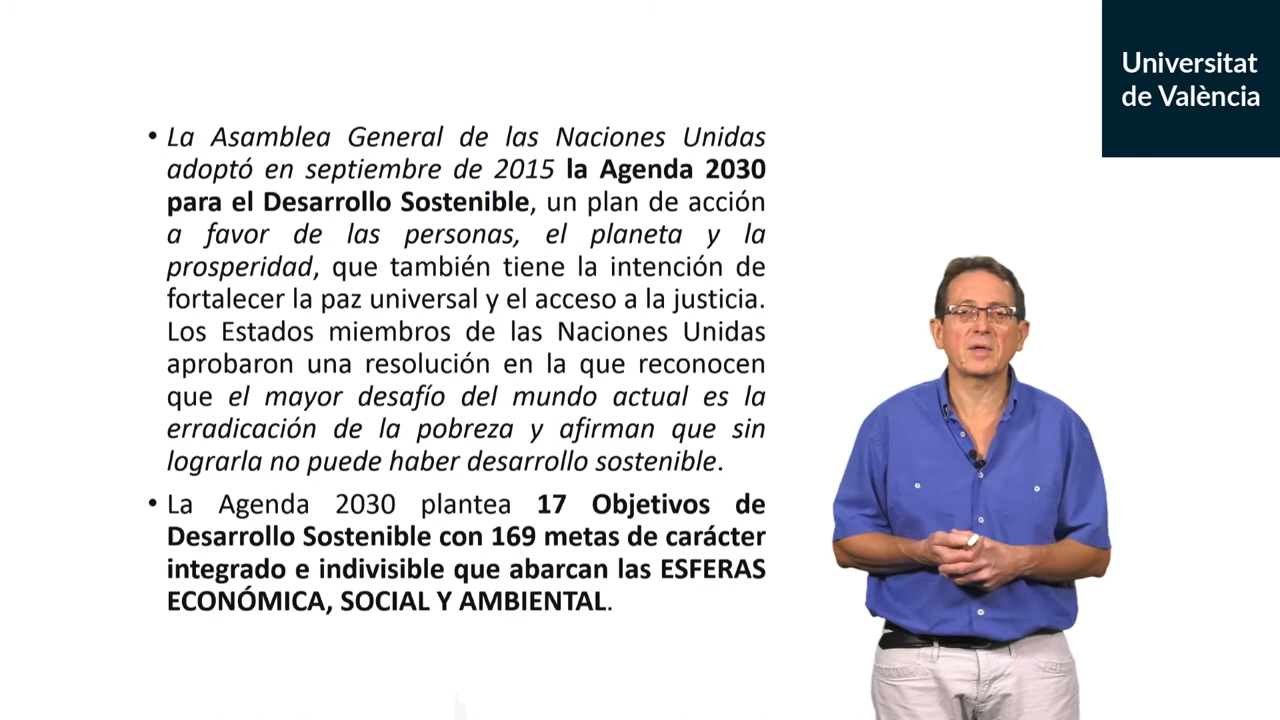 Universitat
de València
• La Asamblea General de las Naciones Unidas
adoptó en septiembre de 2015 la Agenda 2030
para el Desarrollo Sostenible, un plan de acción
a favor de las personas, el planeta y la
prosperidad, que también tiene la intención de
fortalecer la paz universal y el acceso a la justicia.
Los Estados miembros de las Naciones Unidas
aprobaron una resolución en la que reconocen
que el mayor desafío del mundo actual es la
erradicación de la pobreza y afirman que sin
lograrla no puede haber desarrollo sostenible.
• La Agenda 2030 plantea 17 Objetivos de
Desarrollo Sostenible con 169 metas de carácter
integrado e indivisible que abarcan las ESFERAS
ECONÓMICA, SOCIAL Y AMBIENTAL.